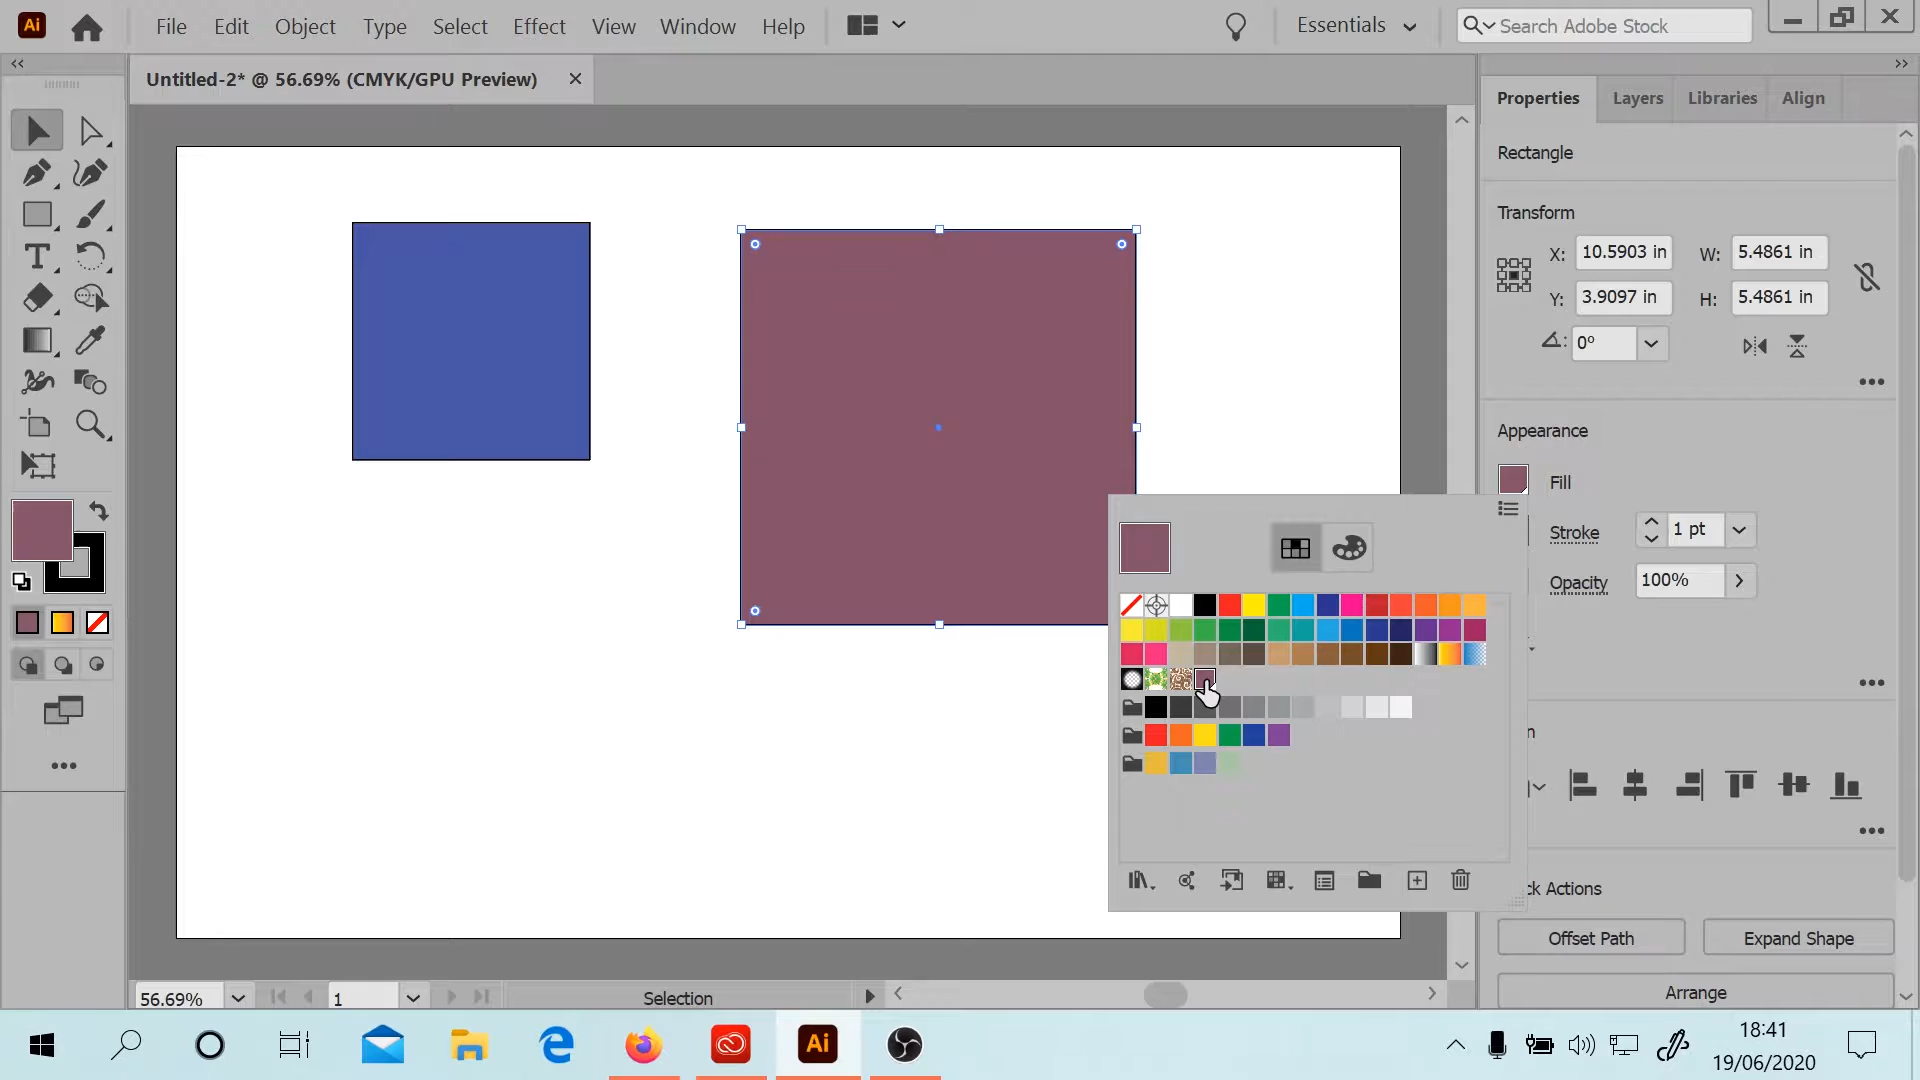 Ai File Edit Object Type Select Effect View Window Help Essentials Search Adobe Stock
Untitled-2* @ 56.69% (CMYK/GPU Preview)
Properties Layers Libraries Align
Rectangle
Transform
X: 10.5903 in W: 5.4861 in
Y: 3.9097 in H: 5.4861 in
0°
Appearance
Fill
Stroke 1 pt
Opacity 100%
n
ck Actions
Offset Path Expand Shape
Arrange
56.69% 1 Selection
Ai
18:41
19/06/2020